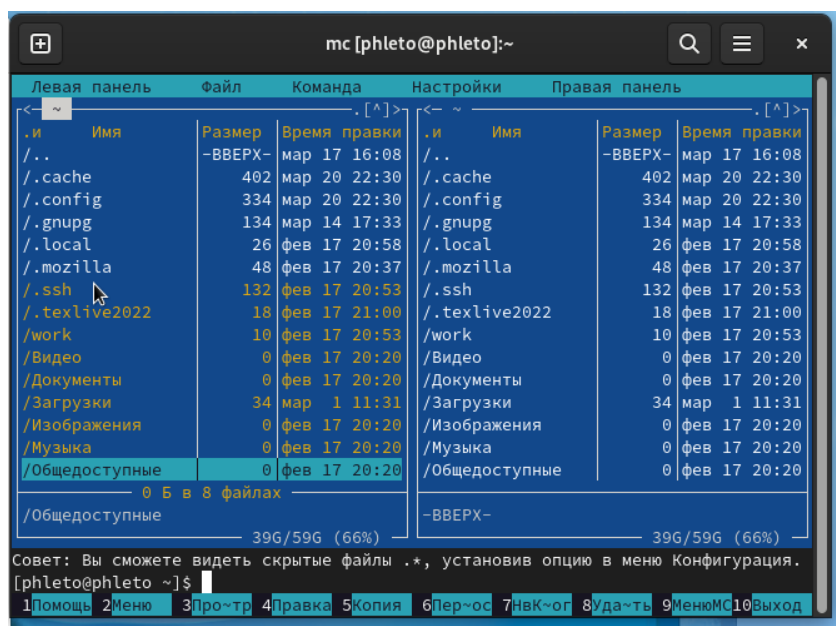 mc [phleto@phleto]:~
Левая панель Файл Команда Настройки Правая панель
<— ~ .[^]> <— ~ .[^]>
.и Имя Размер Время правки .и Имя Размер Время правки
/.. -ВВЕРХ- мар 17 16:08 /.. -ВВЕРХ- мар 17 16:08
/.cache 402 мар 20 22:30 /.cache 402 мар 20 22:30
/.config 334 мар 20 22:30 /.config 334 мар 20 22:30
/.gnupg 134 мар 14 17:33 /.gnupg 134 мар 14 17:33
/.local 26 фев 17 20:58 /.local 26 фев 17 20:58
/.mozilla 48 фев 17 20:37 /.mozilla 48 фев 17 20:37
/.ssh 132 фев 17 20:53 /.ssh 132 фев 17 20:53
/.texlive2022 18 фев 17 21:00 /.texlive2022 18 фев 17 21:00
/work 10 фев 17 20:53 /work 10 фев 17 20:53
/Видео 0 фев 17 20:20 /Видео 0 фев 17 20:20
/Документы 0 фев 17 20:20 /Документы 0 фев 17 20:20
/Загрузки 34 мар 1 11:31 /Загрузки 34 мар 1 11:31
/Изображения 0 фев 17 20:20 /Изображения 0 фев 17 20:20
/Музыка 0 фев 17 20:20 /Музыка 0 фев 17 20:20
/Общедоступные 0 фев 17 20:20 /Общедоступные 0 фев 17 20:20
0 Б в 8 файлах
/Общедоступные -ВВЕРХ-
39G/59G (66%) 39G/59G (66%)
Совет: Вы сможете видеть скрытые файлы .*, установив опцию в меню Конфигурация.
[phleto@phleto ~]$
1Помощь 2Меню 3Про~тр 4Правка 5Копия 6Пер~ос 7НвК~ог 8Уда~ть 9МенюMC 10Выход